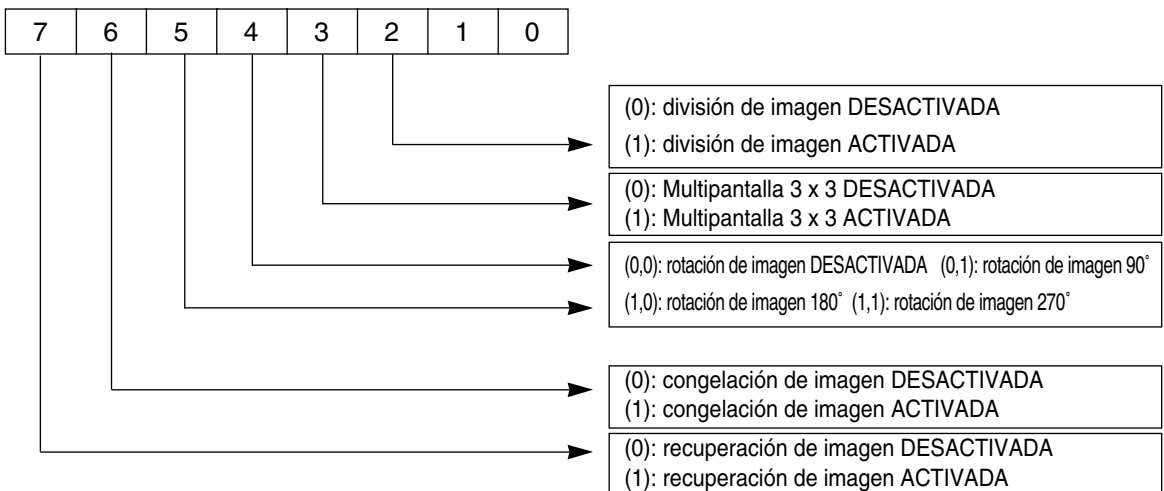 7 6 5 4 3 2 1 0
(0): división de imagen DESACTIVADA
(1): división de imagen ACTIVADA
(0): Multipantalla 3 x 3 DESACTIVADA
(1): Multipantalla 3 x 3 ACTIVADA
(0,0): rotación de imagen DESACTIVADA (0,1): rotación de imagen 90˚
(1,0): rotación de imagen 180˚ (1,1): rotación de imagen 270˚
(0): congelación de imagen DESACTIVADA
(1): congelación de imagen ACTIVADA
(0): recuperación de imagen DESACTIVADA
(1): recuperación de imagen ACTIVADA